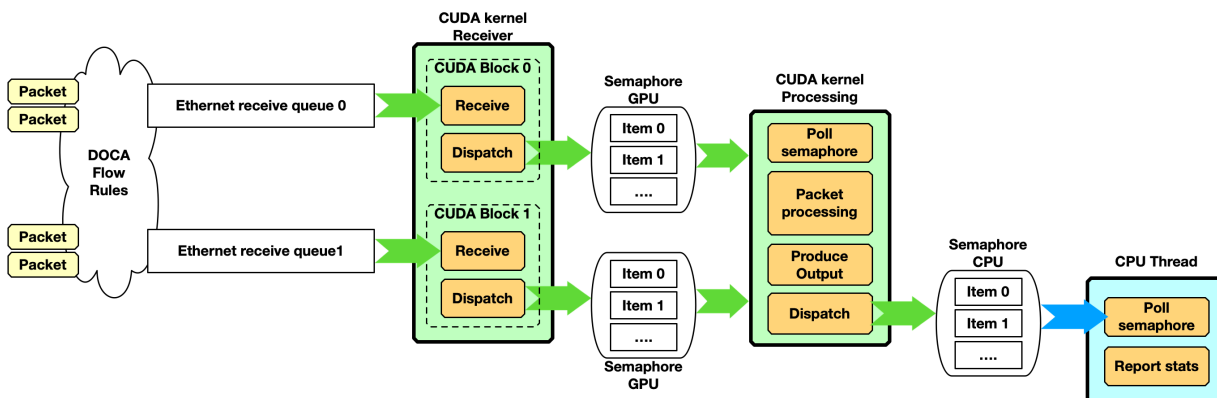 Packet
Packet
DOCA
Flow
Rules
Packet
Packet
Ethernet receive queue 0
Ethernet receive queue1
CUDA kernel
Receiver
CUDA Block 0
Receive
Dispatch
CUDA Block 1
Receive
Dispatch
Semaphore
GPU
Item 0
Item 1
....
Item 0
Item 1
....
Semaphore
GPU
CUDA kernel
Processing
Poll
semaphore
Packet
processing
Produce
Output
Dispatch
Semaphore
CPU
Item 0
Item 1
....
CPU Thread
Poll
semaphore
Report stats